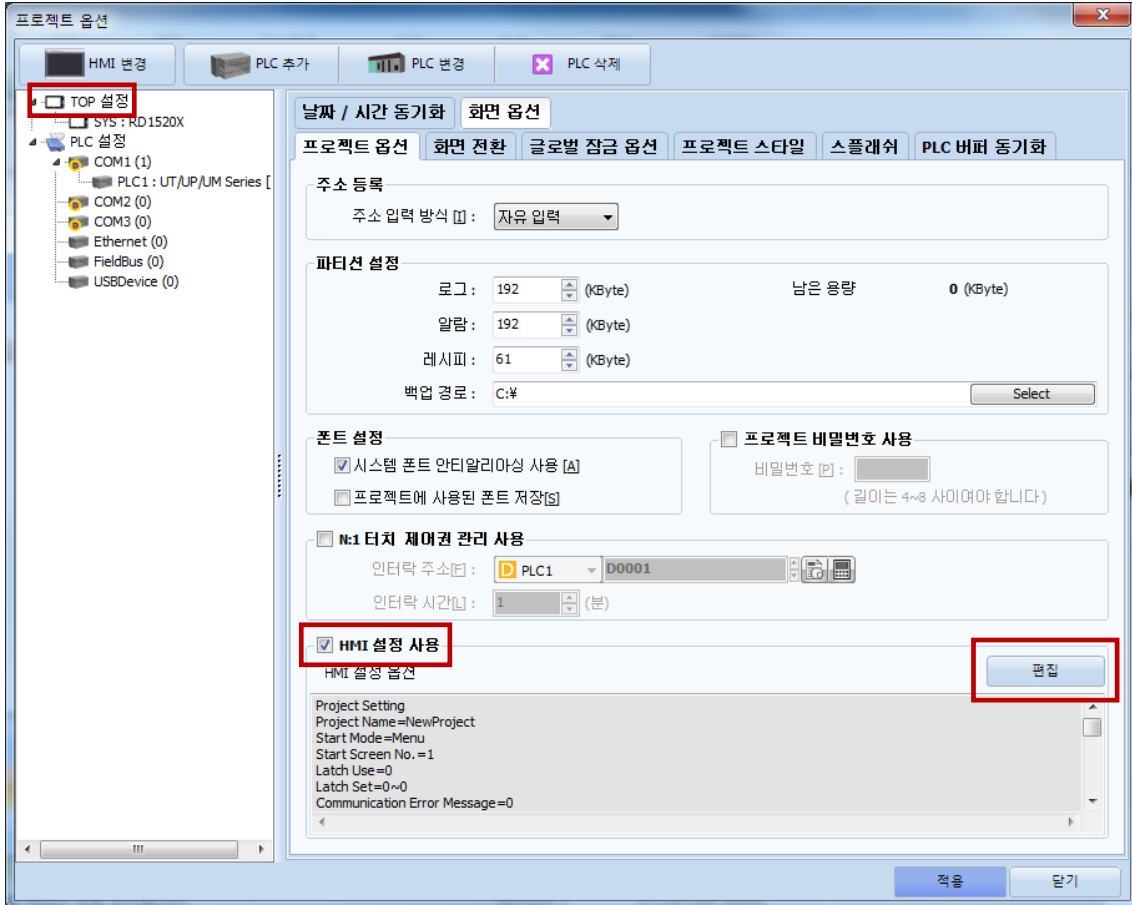 프로젝트 옵션
HMI 변경
PLC 추가
PLC 변경
PLC 삭제
TOP 설정
SYS : RD1520X
PLC 설정
COM1 (1)
PLC1 : UT/UP/UM Series [
COM2 (0)
COM3 (0)
Ethernet (0)
FieldBus (0)
USBDevice (0)
날짜 / 시간 동기화 화면 옵션
프로젝트 옵션 화면 전환 글로벌 잠금 옵션 프로젝트 스타일 스플래쉬 PLC 버퍼 동기화
주소 등록
주소 입력 방식 [I] : 자유 입력
파티션 설정
로그 : 192 (KByte) 남은 용량 0 (KByte)
알람 : 192 (KByte)
레시피 : 61 (KByte)
백업 경로 : C:₩ Select
폰트 설정
시스템 폰트 안티알리아싱 사용 [A]
프로젝트에 사용된 폰트 저장[S]
프로젝트 비밀번호 사용
비밀번호 [P] :
( 길이는 4~8 사이여야 합니다 )
N:1 터치 제어권 관리 사용
인터락 주소[F] : D PLC1 D0001
인터락 시간[L] : 1 (분)
HMI 설정 사용
HMI 설정 옵션
편집
Project Setting
Project Name=NewProject
Start Mode=Menu
Start Screen No.=1
Latch Use=0
Latch Set=0~0
Communication Error Message=0
적용
닫기